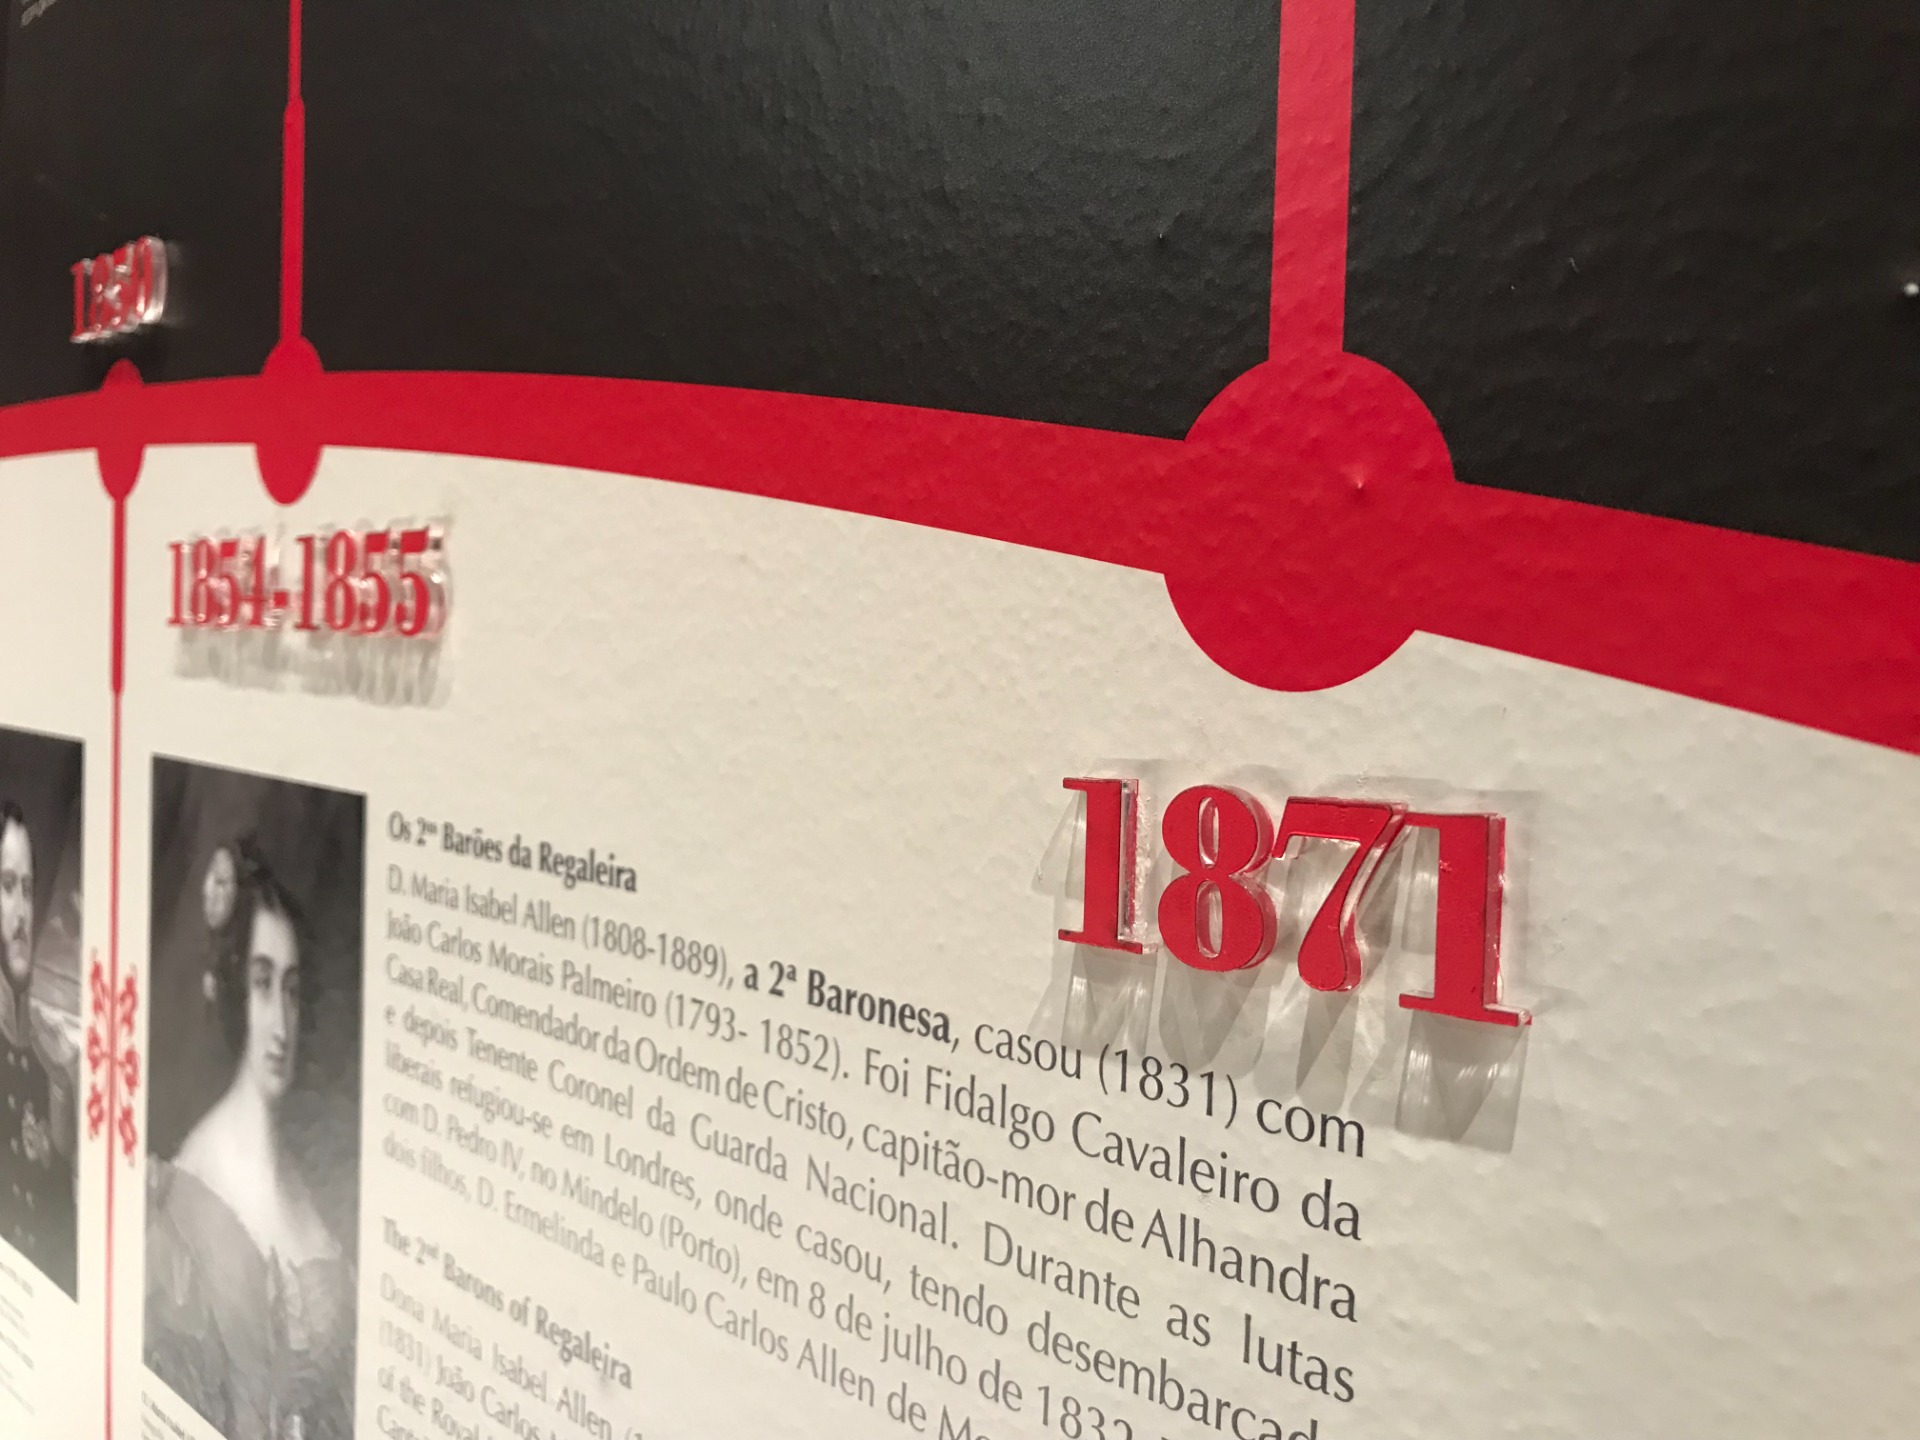 1850
1854-1855
1871
Os 2ºs Barões da Regaleira
D. Maria Isabel Allen (1808-1889), a 2ª Baronesa, casou (1831) com
João Carlos Morais Palmeiro (1793- 1852). Foi Fidalgo Cavaleiro da
Casa Real, Comendador da Ordem de Cristo, capitão-mor de Alhandra
e depois Tenente Coronel da Guarda Nacional. Durante as lutas
liberais refugiou-se em Londres, onde casou, tendo desembarcad
com D. Pedro IV, no Mindelo (Porto), em 8 de julho de 1832
dois filhos, D. Ermelinda e Paulo Carlos Allen de Mo
The 2nd Barons of Regaleira
Dona Maria Isabel Allen (1
(1831) João Carlos
of the Royal